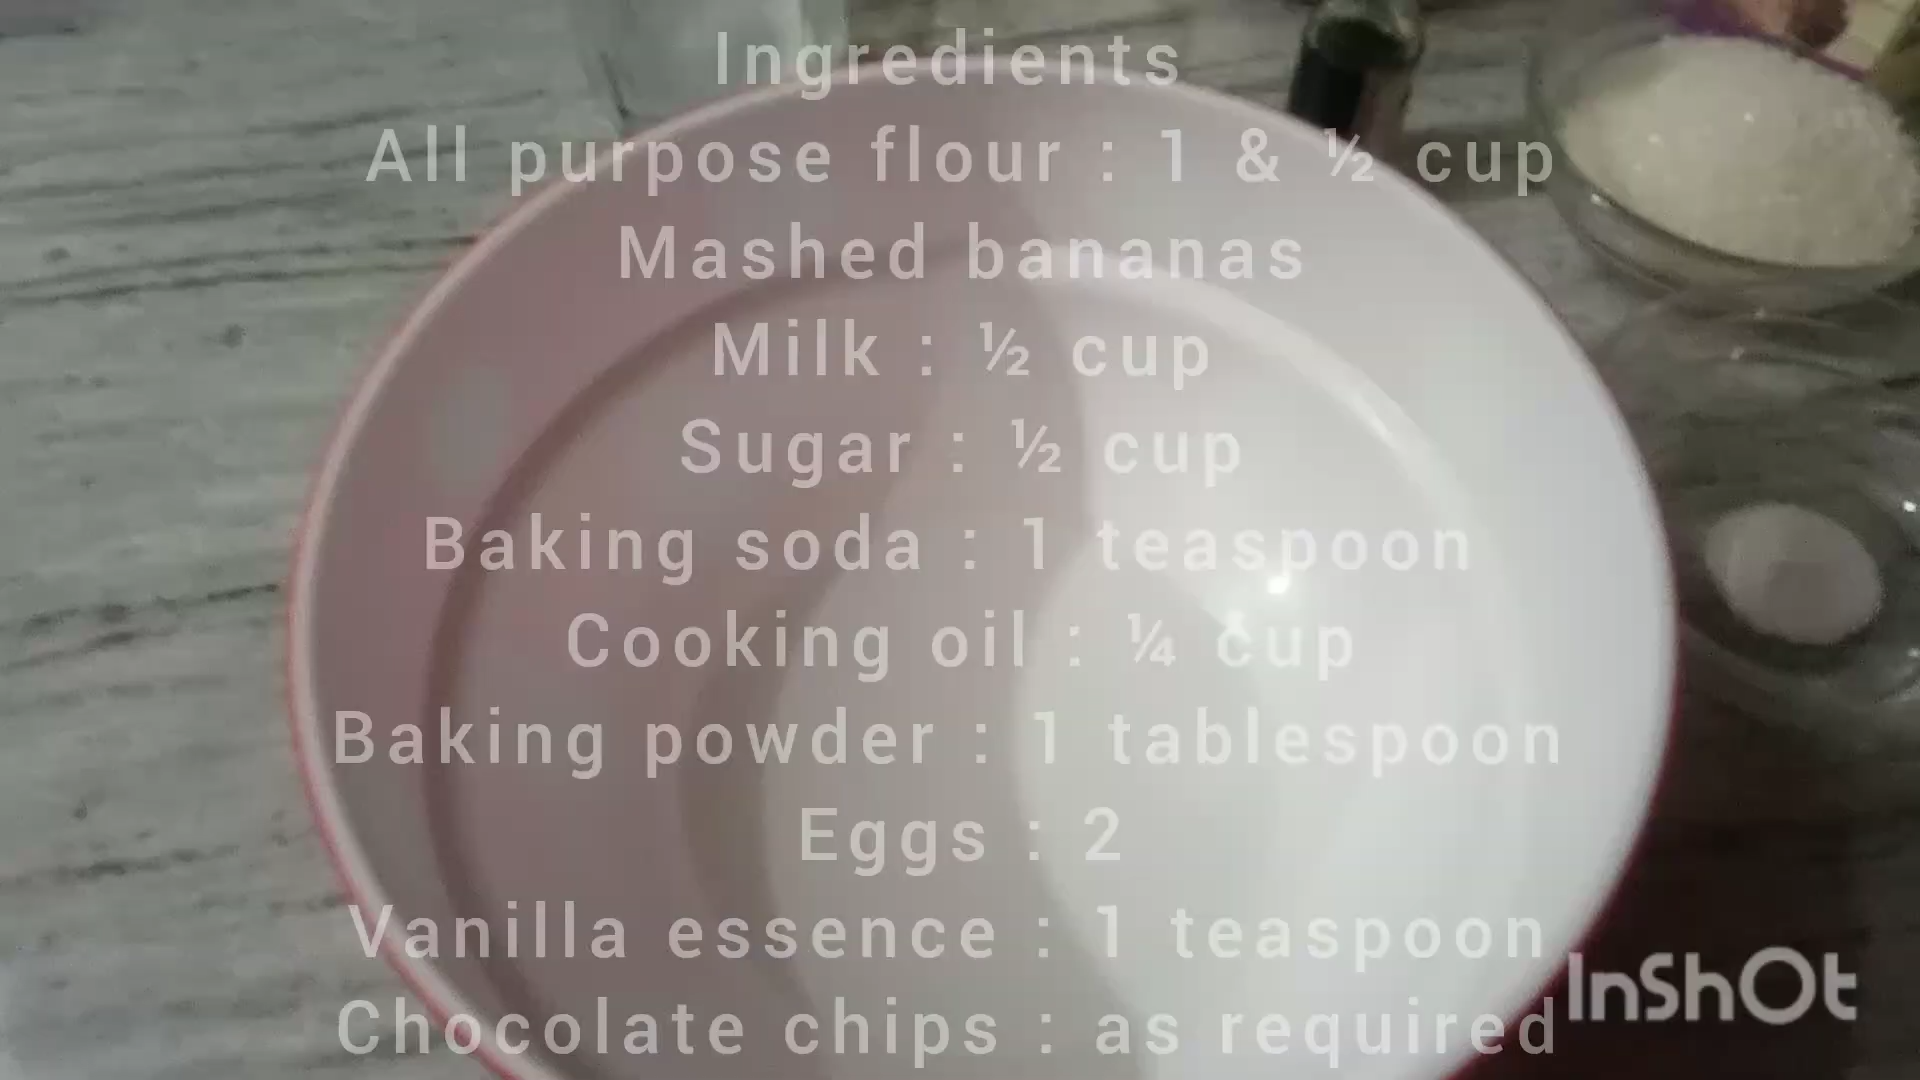 Ingredients
All purpose flour : 1 & ½ cup
Mashed bananas
Milk : ½ cup
Sugar : ½ cup
Baking soda : 1 teaspoon
Cooking oil : ¼ cup
Baking powder : 1 tablespoon
Eggs : 2
Vanilla essence : 1 teaspoon
Chocolate chips : as required
InShOt